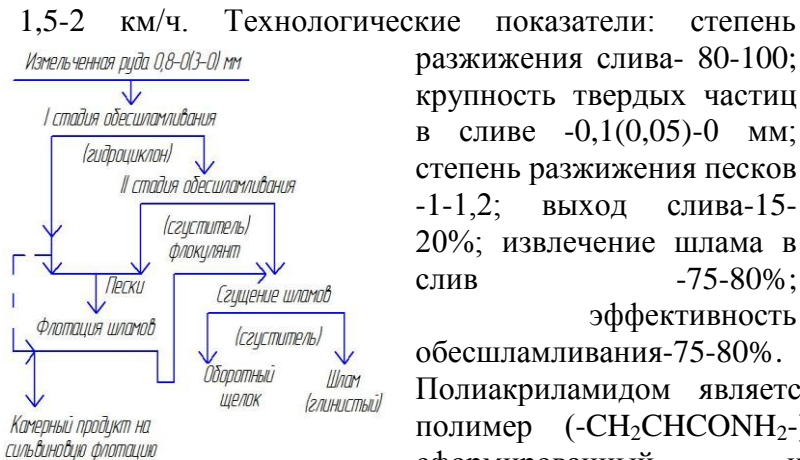 1,5-2 км/ч. Технологические показатели: степень
разжижения слива- 80-100;
крупность твердых частиц
в сливе -0,1(0,05)-0 мм;
степень разжижения песков
-1-1,2; выход слива-15-
20%; извлечение шлама в
слив -75-80%;
эффективность
обесшламливания-75-80%.
Полиакриламидом являетс
полимер (-CH₂CHCONH₂-)
Измельченная руда 0,8-0(3-0) мм
I стадия обесшламливания
(гидроциклон)
II стадия обесшламливания
(сгуститель)
флокулянт
Пески
Сгущение шламов
Флотация шламов
(сгуститель)
Оборотный
щелок
Шлам
(глинистый)
Камерный продукт на
сильвиновую флотацию